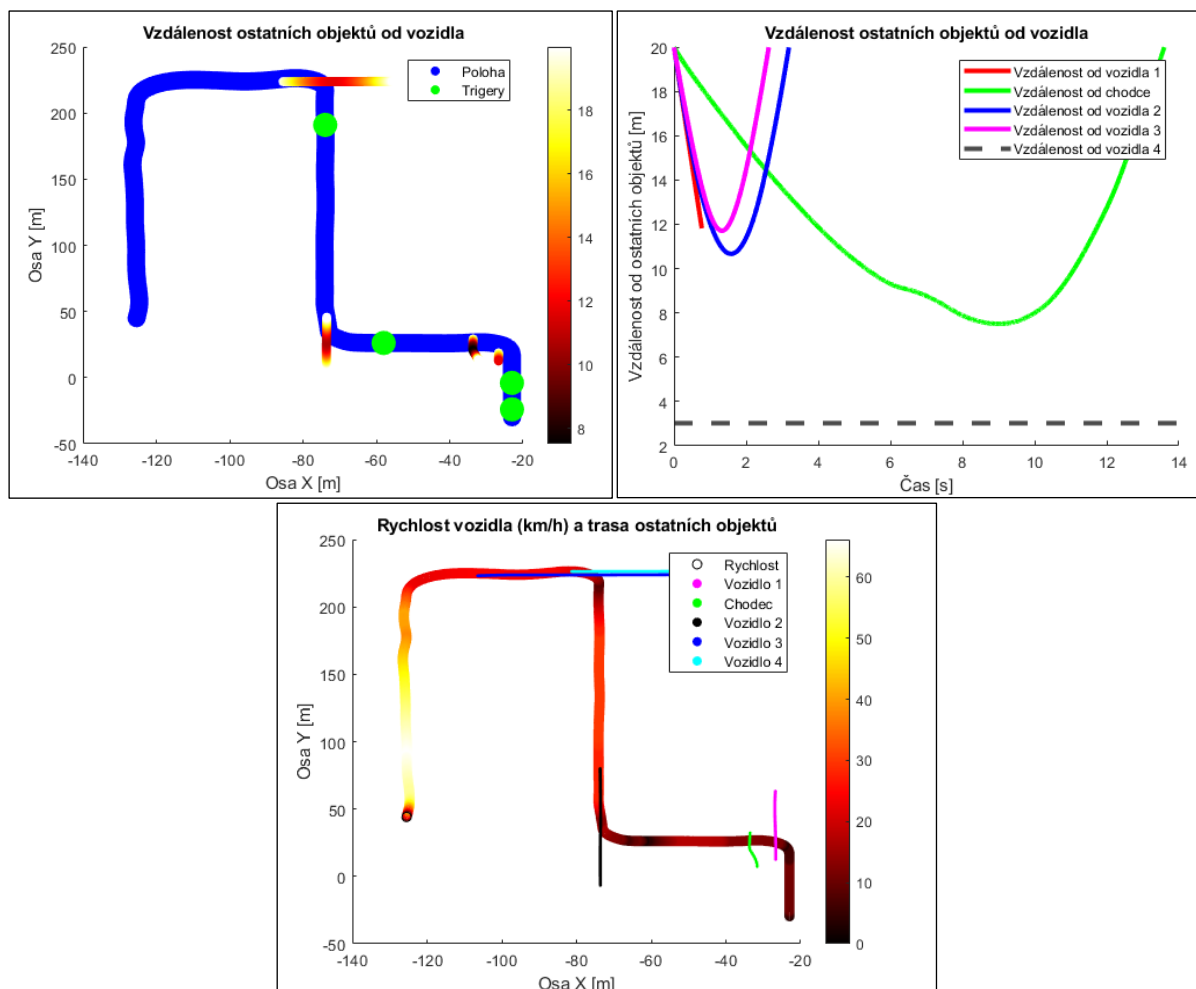 Vzdálenost ostatních objektů od vozidla
250
200
150
100
50
0
-50
Osa Y [m]
-140
-120
-100
-80
-60
-40
-20
Osa X [m]
Poloha
Trigery
18
16
14
12
10
8
Vzdálenost ostatních objektů od vozidla
20
18
16
14
12
10
8
6
4
2
Vzdálenost od ostatních objektů [m]
0
2
4
6
8
10
12
14
Čas [s]
Vzdálenost od vozidla 1
Vzdálenost od chodce
Vzdálenost od vozidla 2
Vzdálenost od vozidla 3
Vzdálenost od vozidla 4
Rychlost vozidla (km/h) a trasa ostatních objektů
250
200
150
100
50
0
-50
Osa Y [m]
-140
-120
-100
-80
-60
-40
-20
Osa X [m]
Rychlost
Vozidlo 1
Chodec
Vozidlo 2
Vozidlo 3
Vozidlo 4
60
50
40
30
20
10
0